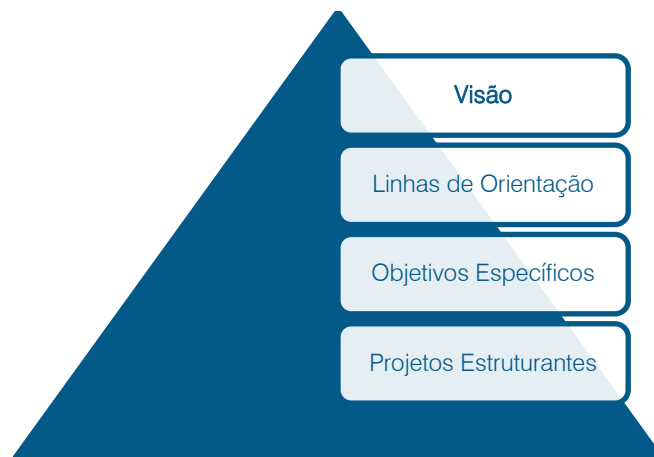 Visão
Linhas de Orientação
Objetivos Específicos
Projetos Estruturantes